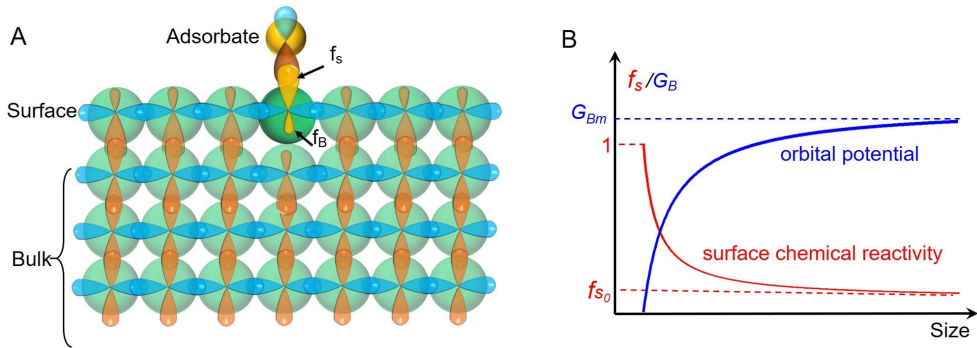 A
Adsorbate
fs
Surface
fB
Bulk
B
fs/GB
GBm
orbital potential
1
surface chemical reactivity
fs0
Size